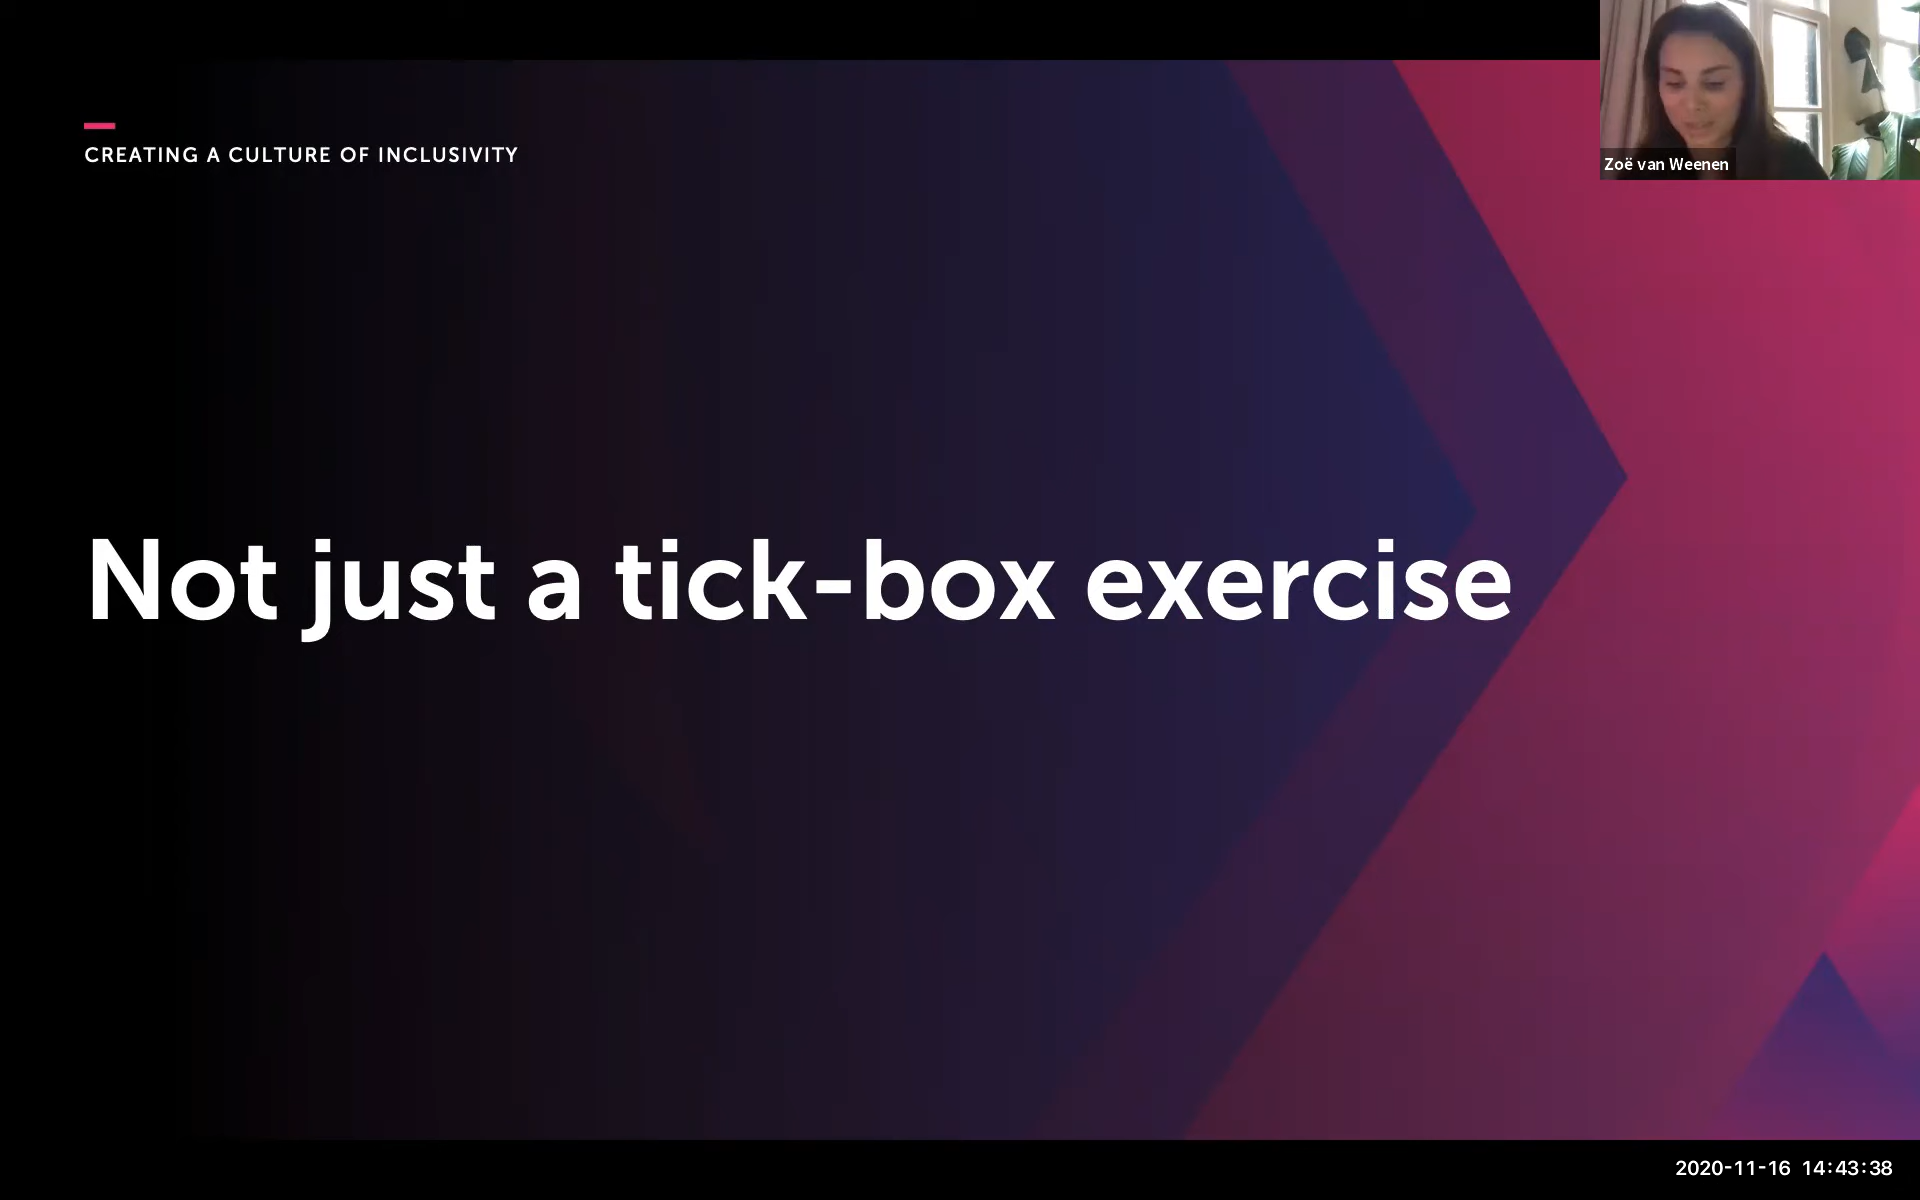 CREATING A CULTURE OF INCLUSIVITY
Zoë van Weenen
Not just a tick-box exercise
2020-11-16 14:43:38